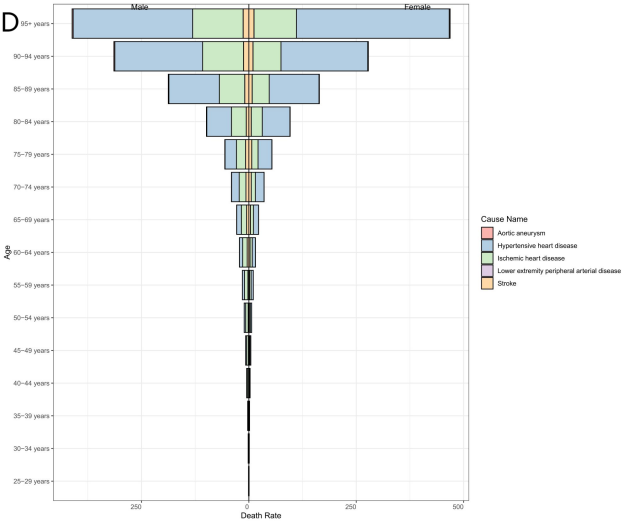 D
Male Female
95+ years
90−94 years
85−89 years
80−84 years
75−79 years
70−74 years
65−69 years
60−64 years
55−59 years
50−54 years
45−49 years
40−44 years
35−39 years
30−34 years
25−29 years
Age
250 0 250 500
Death Rate
Cause Name
Aortic aneurysm
Hypertensive heart disease
Ischemic heart disease
Lower extremity peripheral arterial disease
Stroke